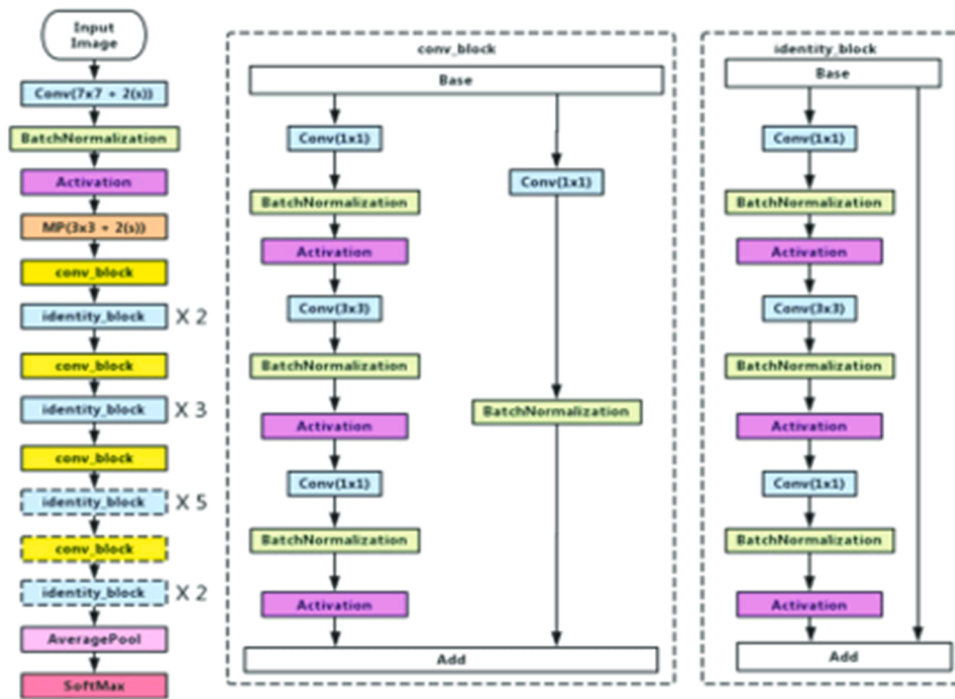 Input
Image
Conv(7x7 + 2(s))
BatchNormalization
Activation
MP(3x3 + 2(s))
conv_block
identity_block X 2
conv_block
identity_block X 3
conv_block
identity_block X 5
conv_block
identity_block X 2
AveragePool
SoftMax
conv_block
Base
Conv(1x1)
BatchNormalization
Activation
Conv(3x3)
BatchNormalization
Activation
Conv(1x1)
BatchNormalization
Activation
Conv(1x1)
BatchNormalization
Add
identity_block
Base
Conv(1x1)
BatchNormalization
Activation
Conv(3x3)
BatchNormalization
Activation
Conv(1x1)
BatchNormalization
Activation
Add